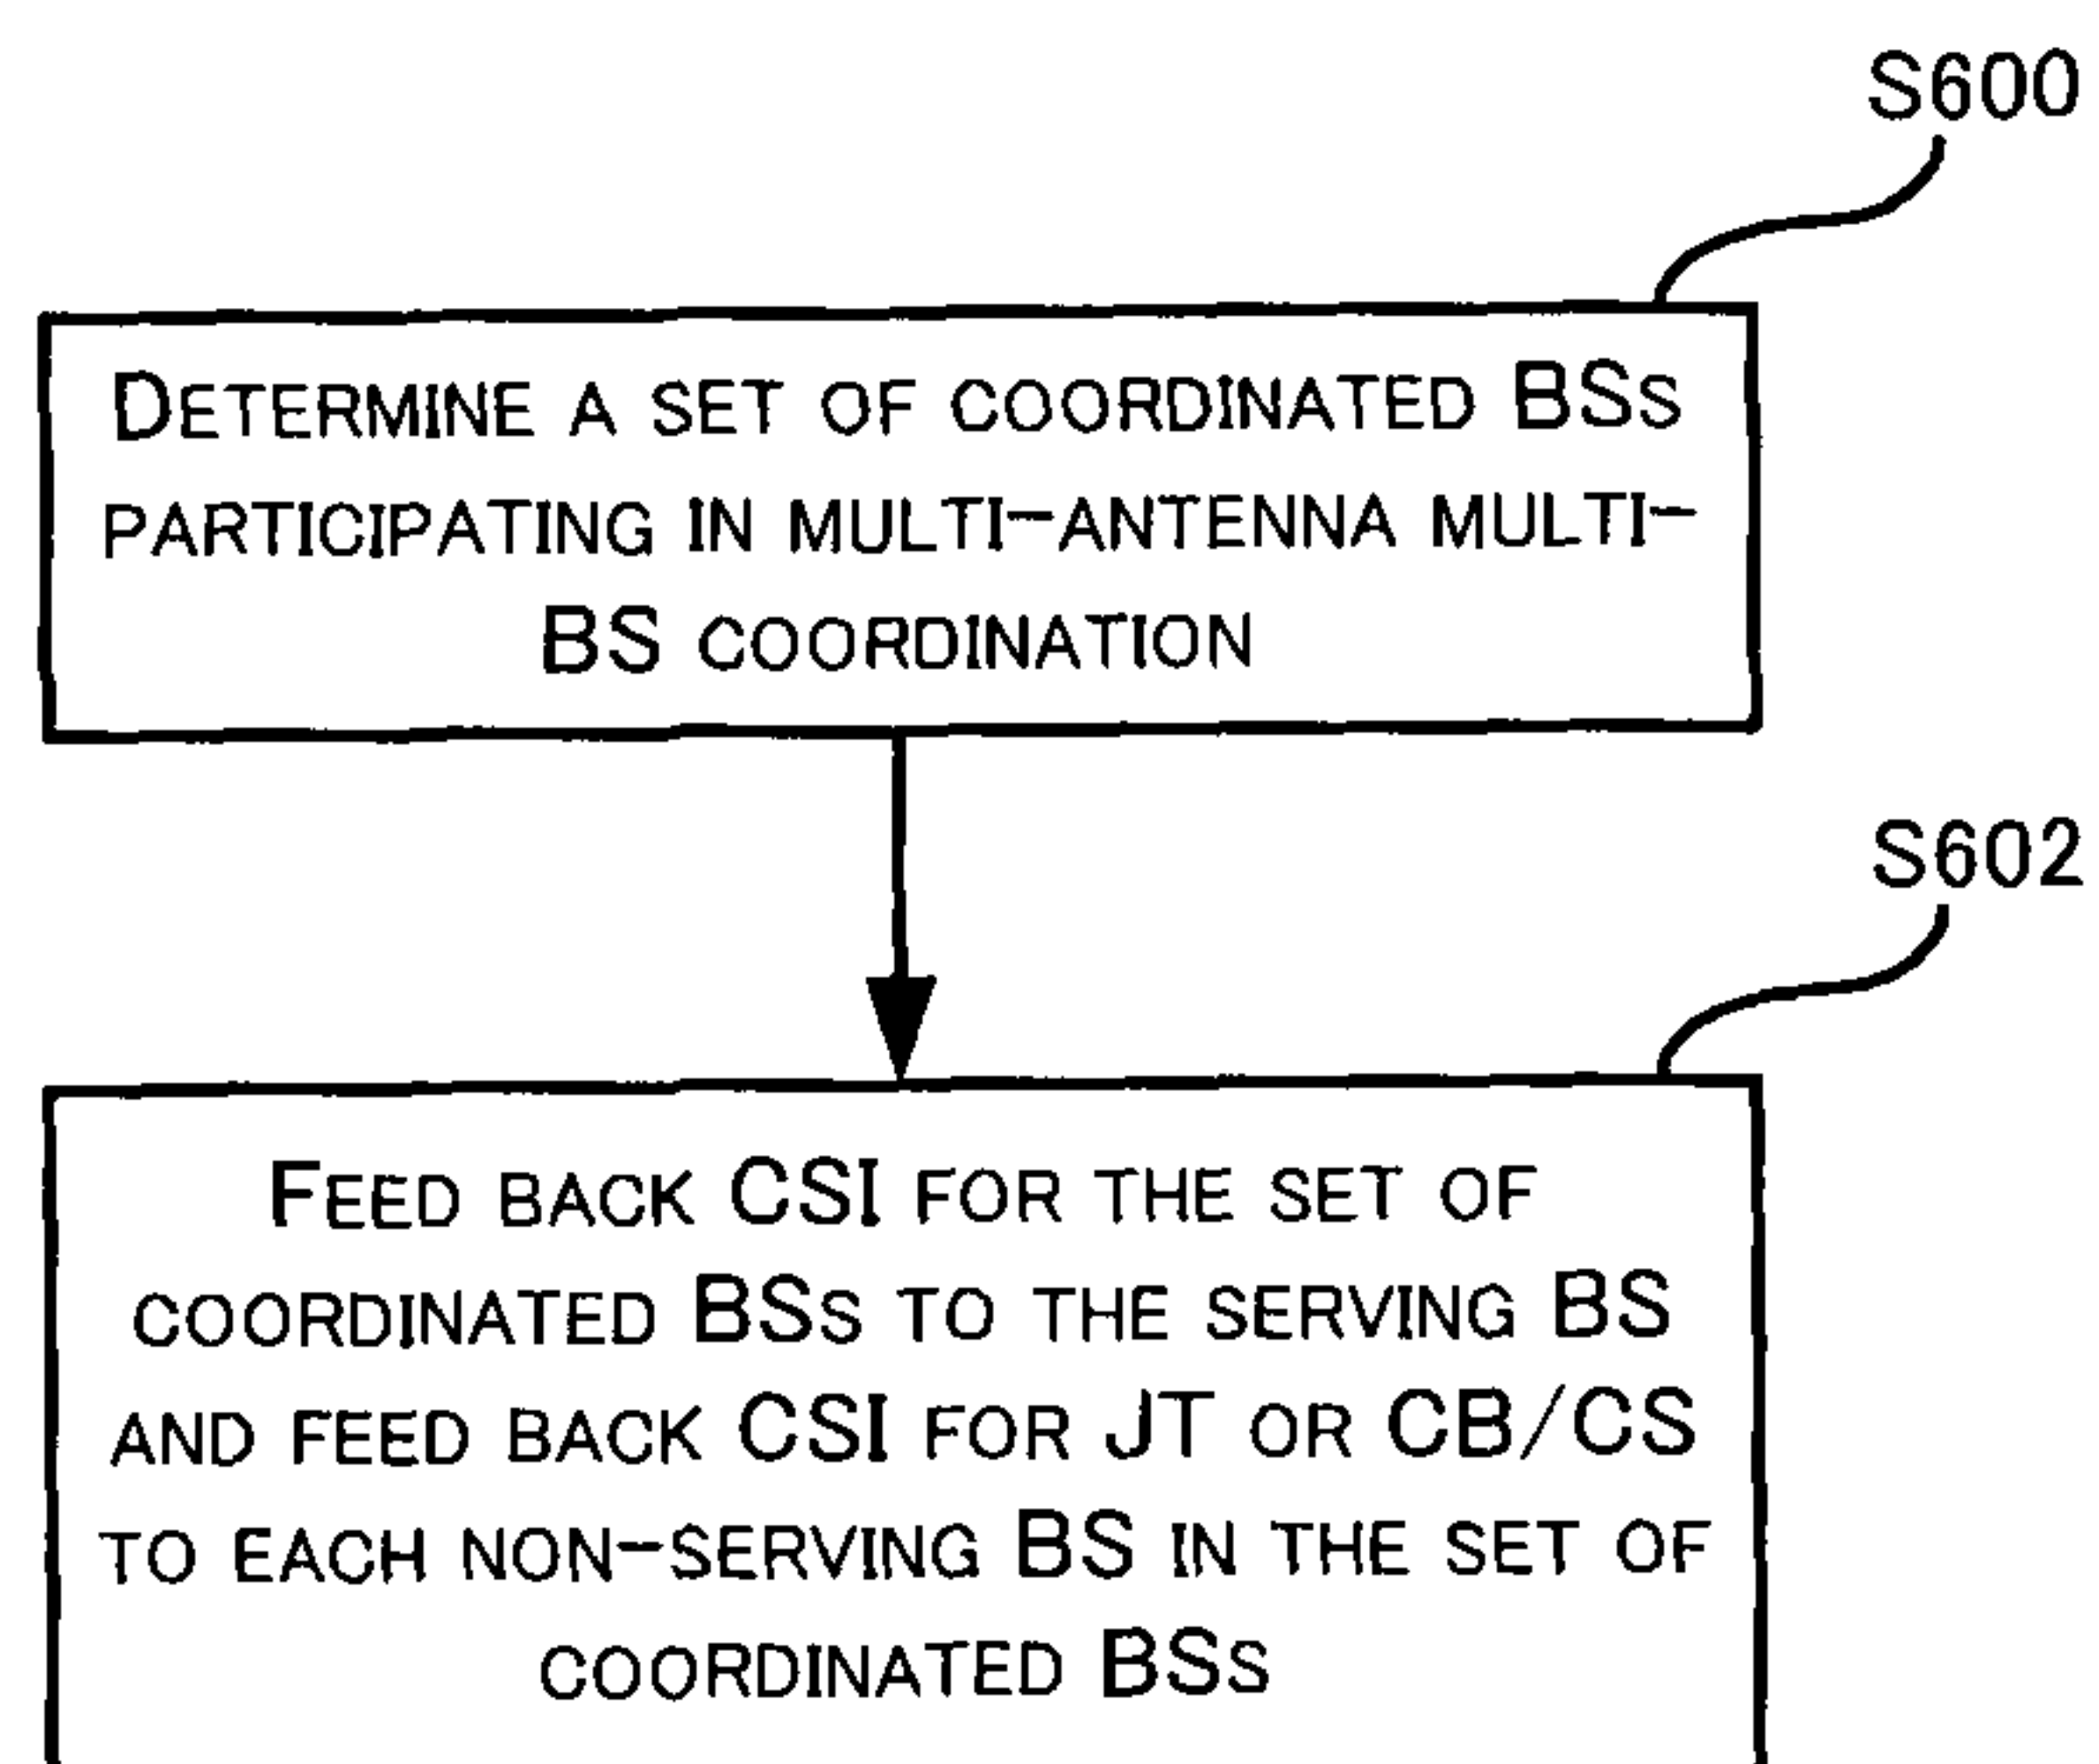 S600
DETERMINE A SET OF COORDINATED BSS
PARTICIPATING IN MULTI-ANTENNA MULTI-
BS COORDINATION
S602
FEED BACK CSI FOR THE SET OF
COORDINATED BSS TO THE SERVING BS
AND FEED BACK CSI FOR JT OR CB/CS
TO EACH NON-SERVING BS IN THE SET OF
COORDINATED BSS